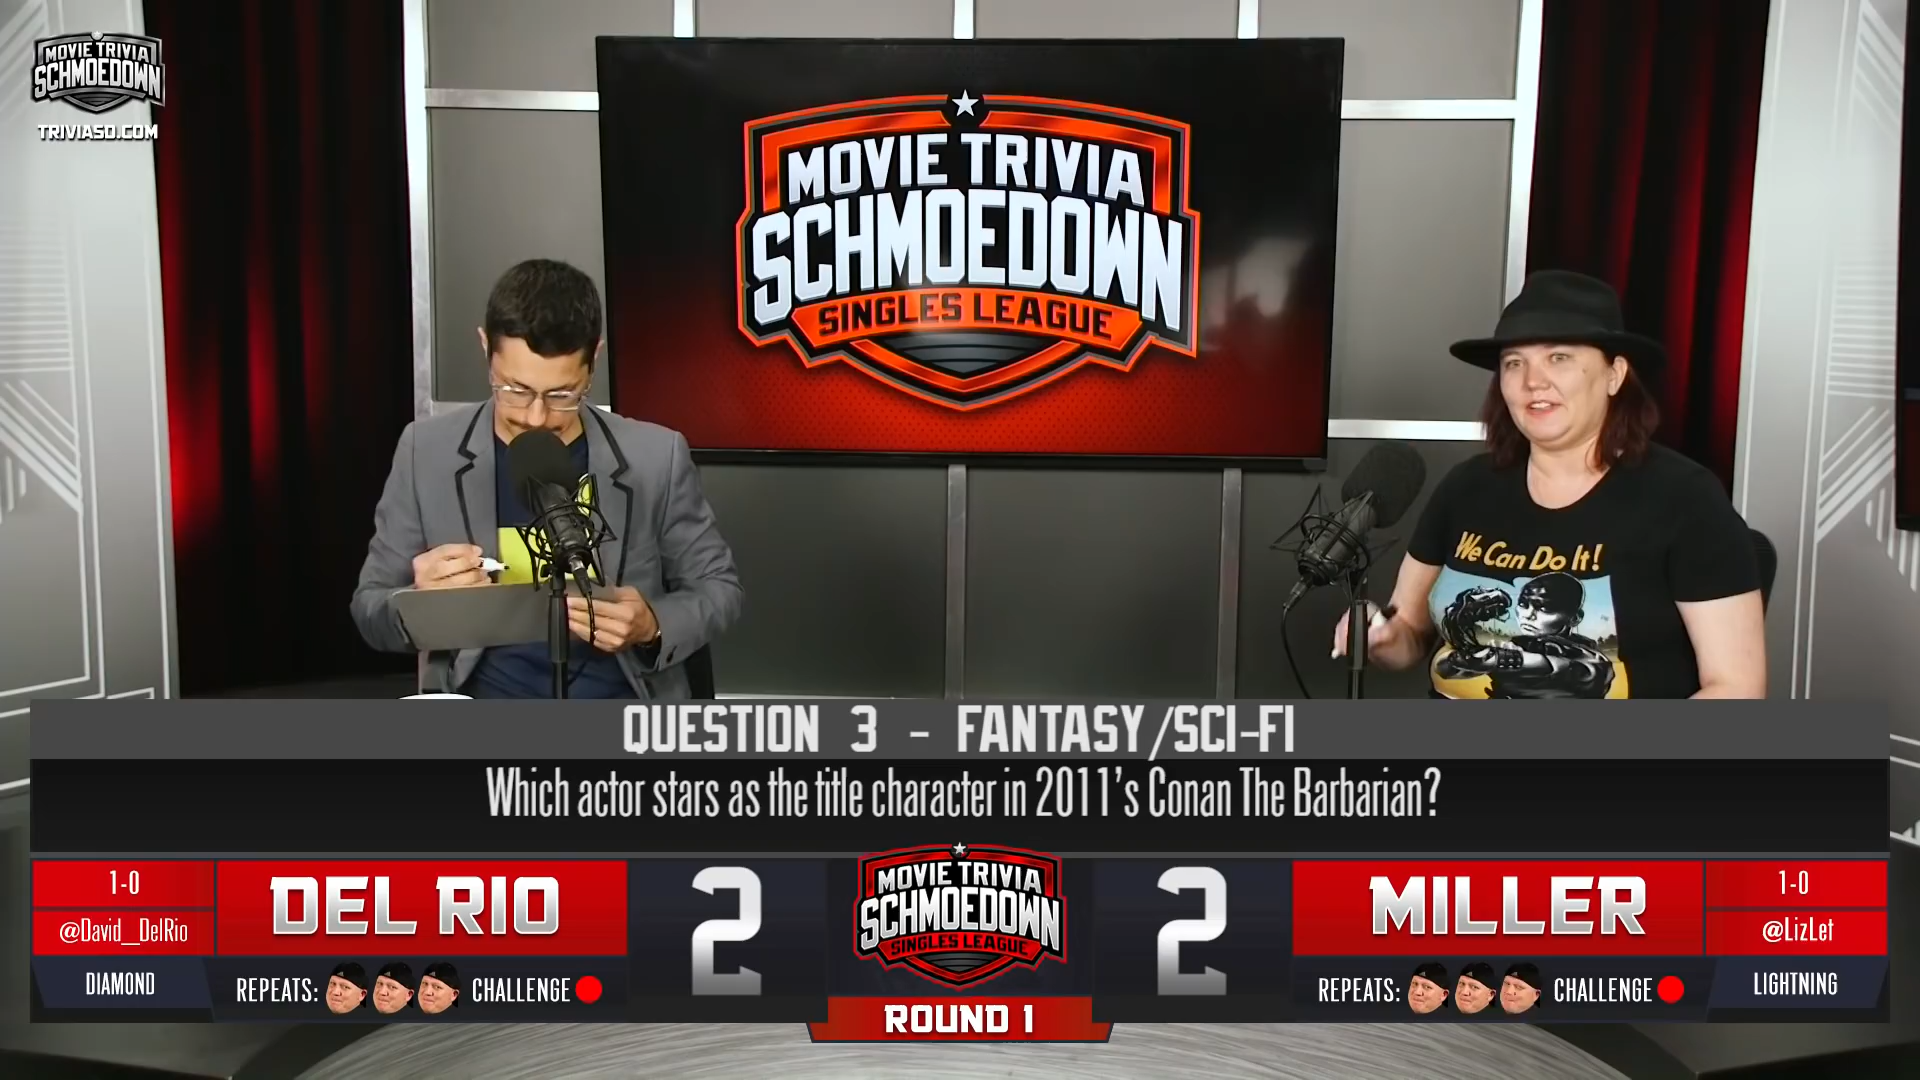 MOVIE TRIVIA
SCHMOEDOWN
TRIVIASD.COM
MOVIE TRIVIA
SCHMOEDOWN
SINGLES LEAGUE
We Can Do It!
QUESTION 3 - FANTASY/SCI-FI
Which actor stars as the title character in 2011's Conan The Barbarian?
1-0
@David_DelRio
DIAMOND
DEL RIO
REPEATS: CHALLENGE
2
MOVIE TRIVIA
SCHMOEDOWN
SINGLES LEAGUE
ROUND 1
2
MILLER
REPEATS: CHALLENGE
1-0
@LizLet
LIGHTNING